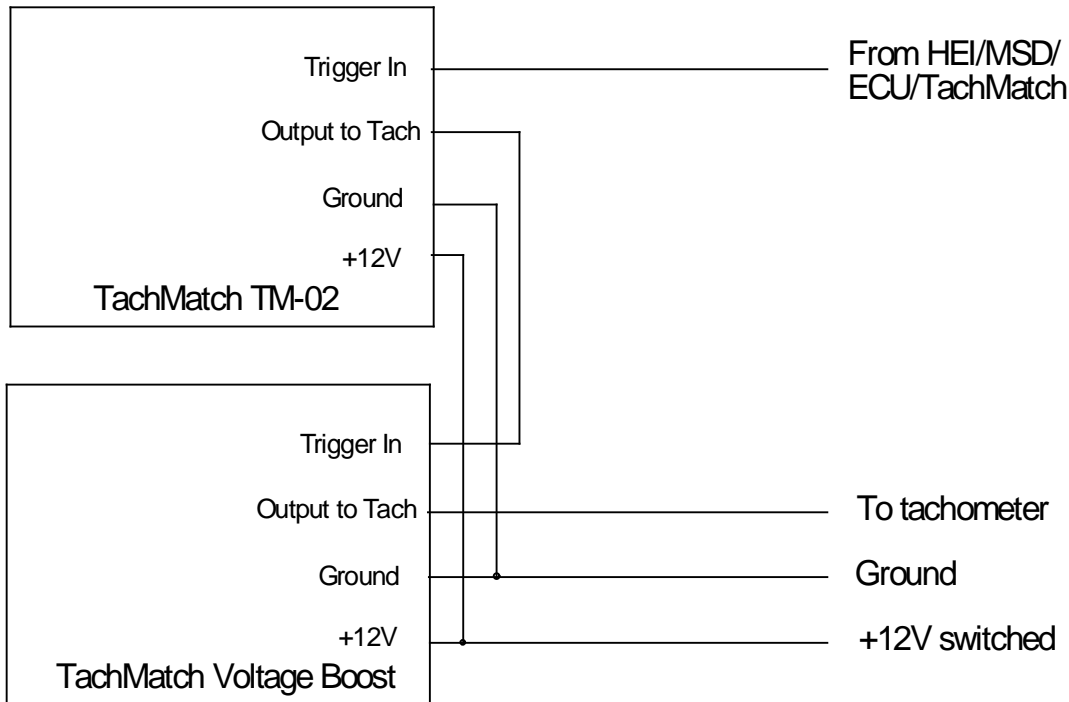 Trigger In
From HEI/MSD/
ECU/TachMatch
Output to Tach
Ground
+12V
TachMatch TM-02
Trigger In
Output to Tach
To tachometer
Ground
Ground
+12V
+12V switched
TachMatch Voltage Boost